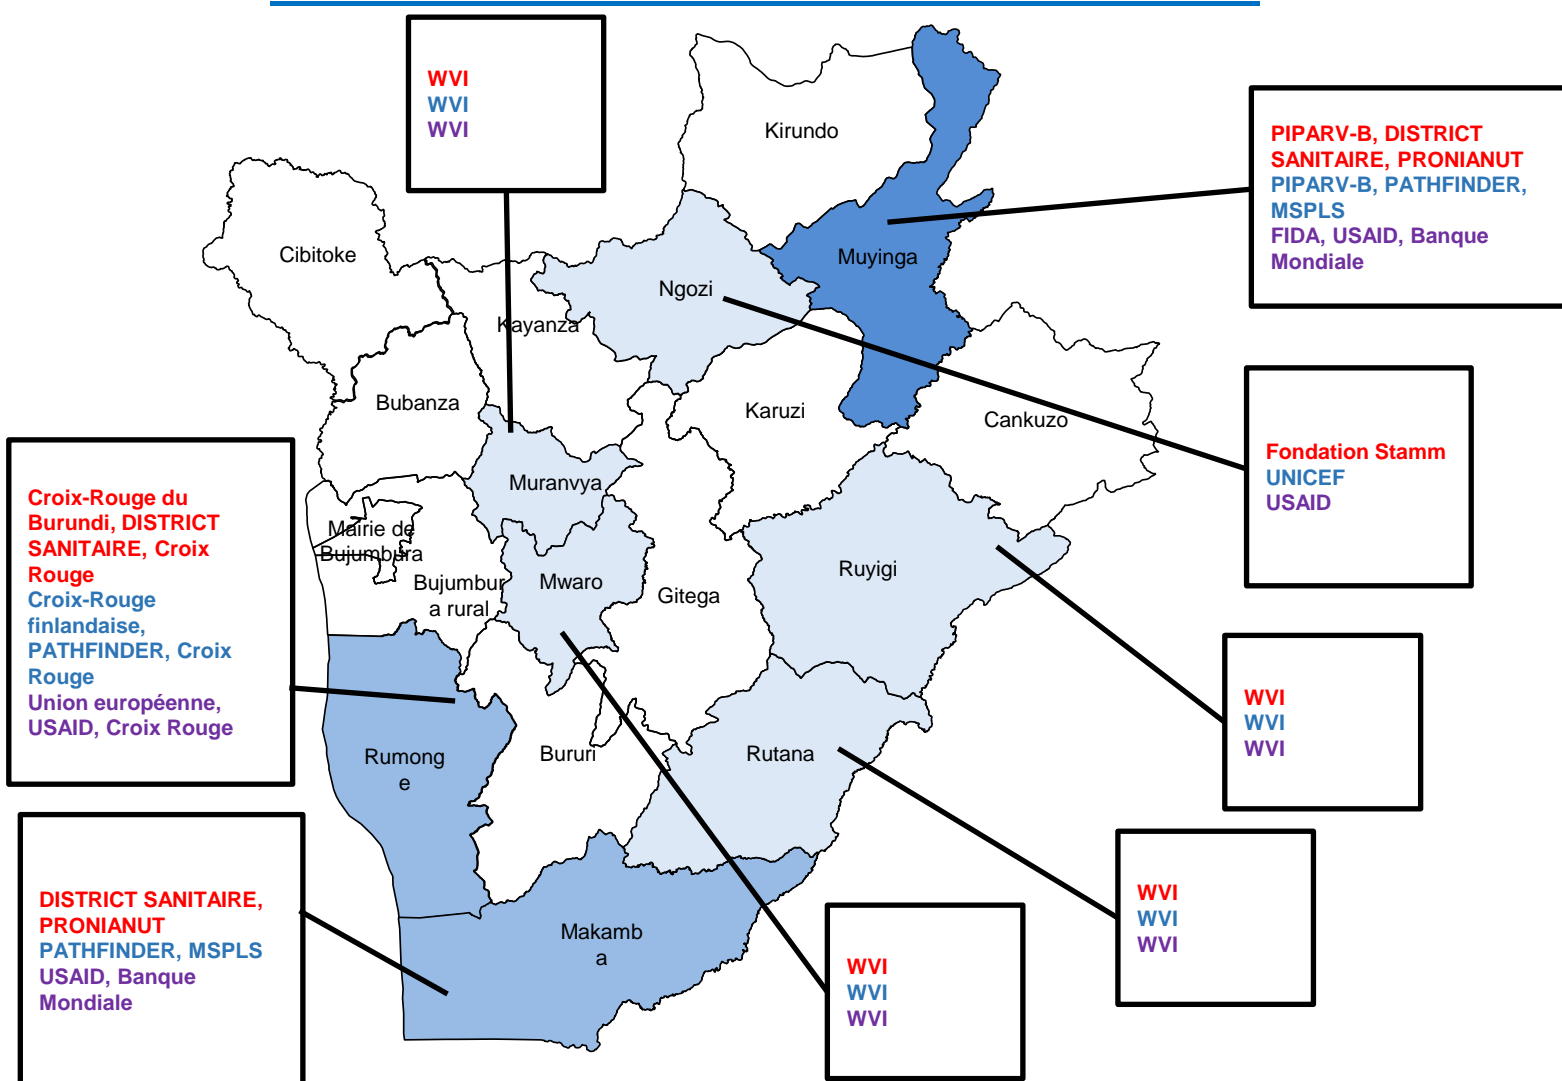 WVI
WVI
WVI
Kirundo
PIPARV-B, DISTRICT
SANITAIRE, PRONIANUT
PIPARV-B, PATHFINDER,
MSPLS
FIDA, USAID, Banque
Mondiale
Cibitoke
Muyinga
Ngozi
Kayanza
Bubanza
Karuzi
Cankuzo
Fondation Stamm
UNICEF
USAID
Croix-Rouge du
Burundi, DISTRICT
SANITAIRE, Croix
Rouge
Croix-Rouge
finlandaise,
PATHFINDER, Croix
Rouge
Union européenne,
USAID, Croix Rouge
Muranvya
Mairie de
Bujumbura
Bujumbur
a rural
Mwaro
Gitega
Ruyigi
WVI
WVI
WVI
Rumong
e
Bururi
Rutana
DISTRICT SANITAIRE,
PRONIANUT
PATHFINDER, MSPLS
USAID, Banque
Mondiale
Makamb
a
WVI
WVI
WVI
WVI
WVI
WVI